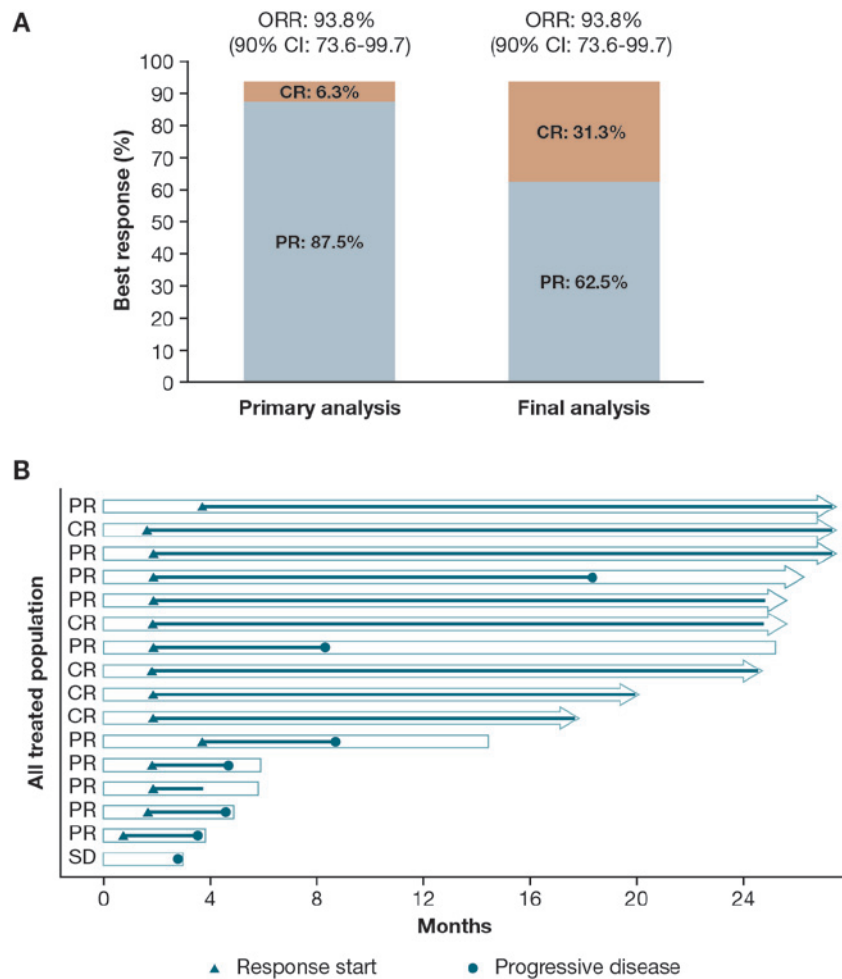 A
ORR: 93.8%
(90% CI: 73.6-99.7)
ORR: 93.8%
(90% CI: 73.6-99.7)
Best response (%)
100
90
80
70
60
50
40
30
20
10
0
CR: 6.3%
PR: 87.5%
CR: 31.3%
PR: 62.5%
Primary analysis
Final analysis
B
All treated population
PR
CR
PR
PR
PR
CR
PR
CR
CR
CR
PR
PR
PR
PR
PR
SD
0 4 8 12 16 20 24
Months
Response start
Progressive disease